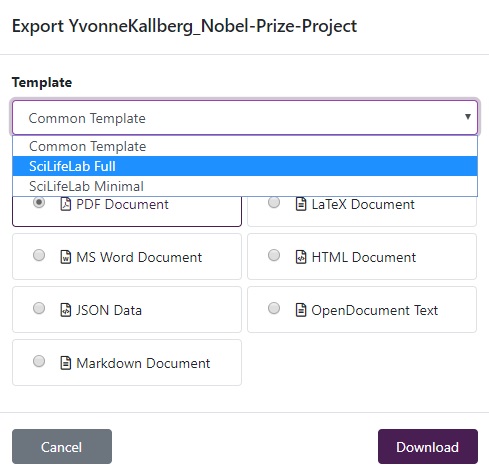 Export YvonneKallberg_Nobel-Prize-Project
Template
Common Template
Common Template
SciLifeLab Full
SciLifeLab Minimal
PDF Document
LaTeX Document
MS Word Document
HTML Document
JSON Data
OpenDocument Text
Markdown Document
Cancel
Download